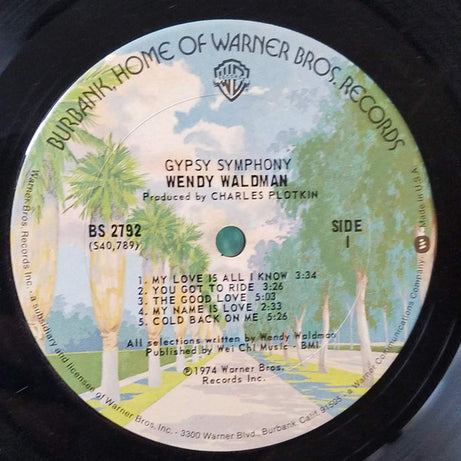 BURBANK, HOME OF WARNER BROS. RECORDS
WB
GYPSY SYMPHONY
WENDY WALDMAN
Produced by CHARLES PLOTKIN
BS 2792
(S40,789)
SIDE
1
1. MY LOVE IS ALL I KNOW 3:34
2. YOU GOT TO RIDE 3:26
3. THE GOOD LOVE 5:03
4. MY NAME IS LOVE 2:33
5. COLD BACK ON ME 5:26
All selections written by Wendy Waldman
Published by Wei Chi Music - BMI
©1974 Warner Bros.
Records Inc.
Warner Bros. Records Inc. - a subsidiary and licensee of Warner Bros. Inc. - 3300 Warner Blvd., Burbank, Calif. 91505 - a Warner Communications Company
Made in U.S.A.